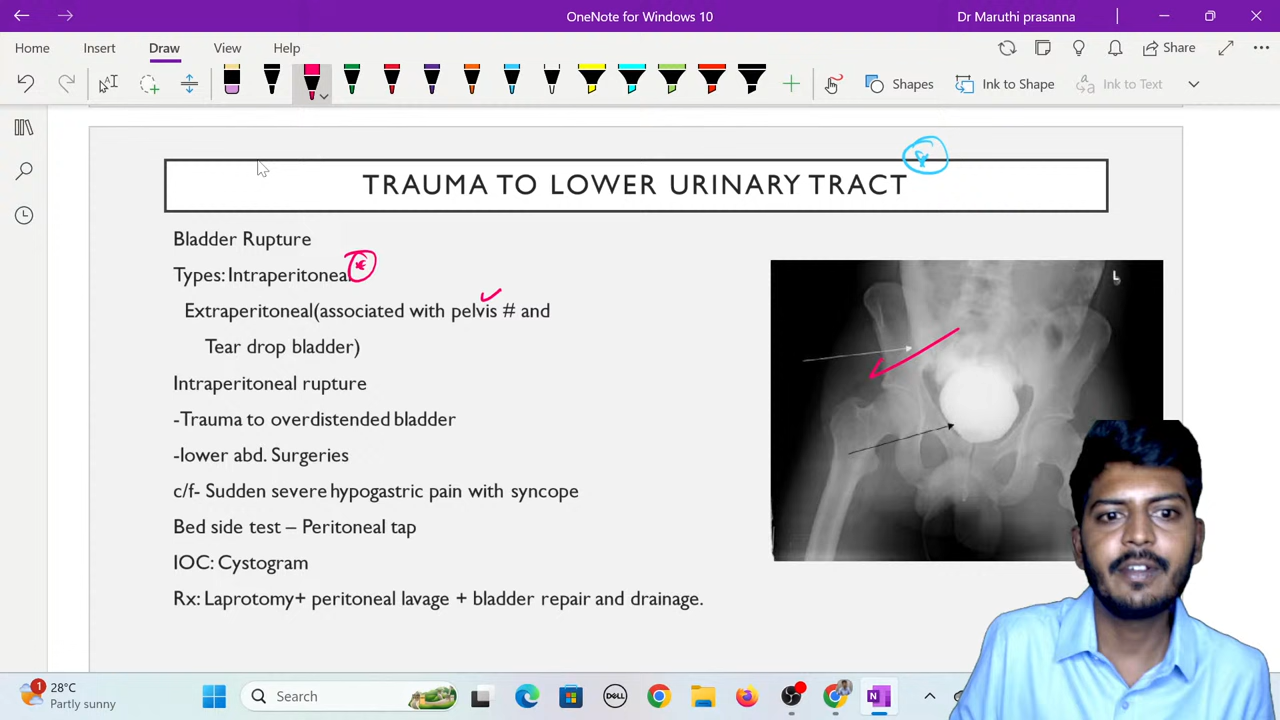 OneNote for Windows 10
Dr Maruthi prasanna
Home Insert Draw View Help
Share
Shapes
Ink to Shape
Ink to Text
TRAUMA TO LOWER URINARY TRACT
Bladder Rupture
Types: Intraperitoneal
Extraperitoneal(associated with pelvis # and
Tear drop bladder)
Intraperitoneal rupture
-Trauma to overdistended bladder
-lower abd. Surgeries
c/f- Sudden severe hypogastric pain with syncope
Bed side test – Peritoneal tap
IOC: Cystogram
Rx: Laprotomy+ peritoneal lavage + bladder repair and drainage.
L
1
28°C
Partly sunny
Search
DELL